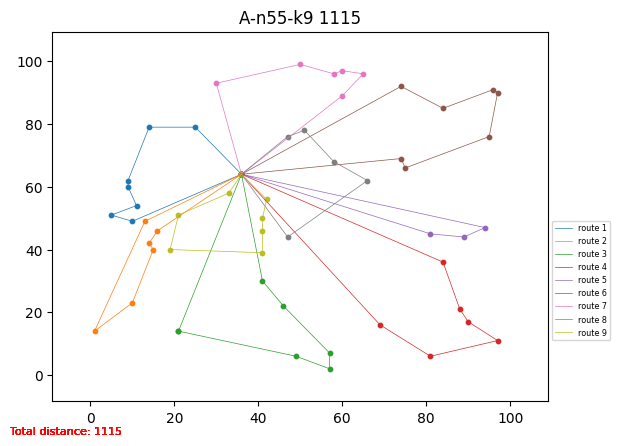 A-n55-k9 1115
100
80
60
40
20
0
0 20 40 60 80 100
route 1
route 2
route 3
route 4
route 5
route 6
route 7
route 8
route 9
Total distance: 1115